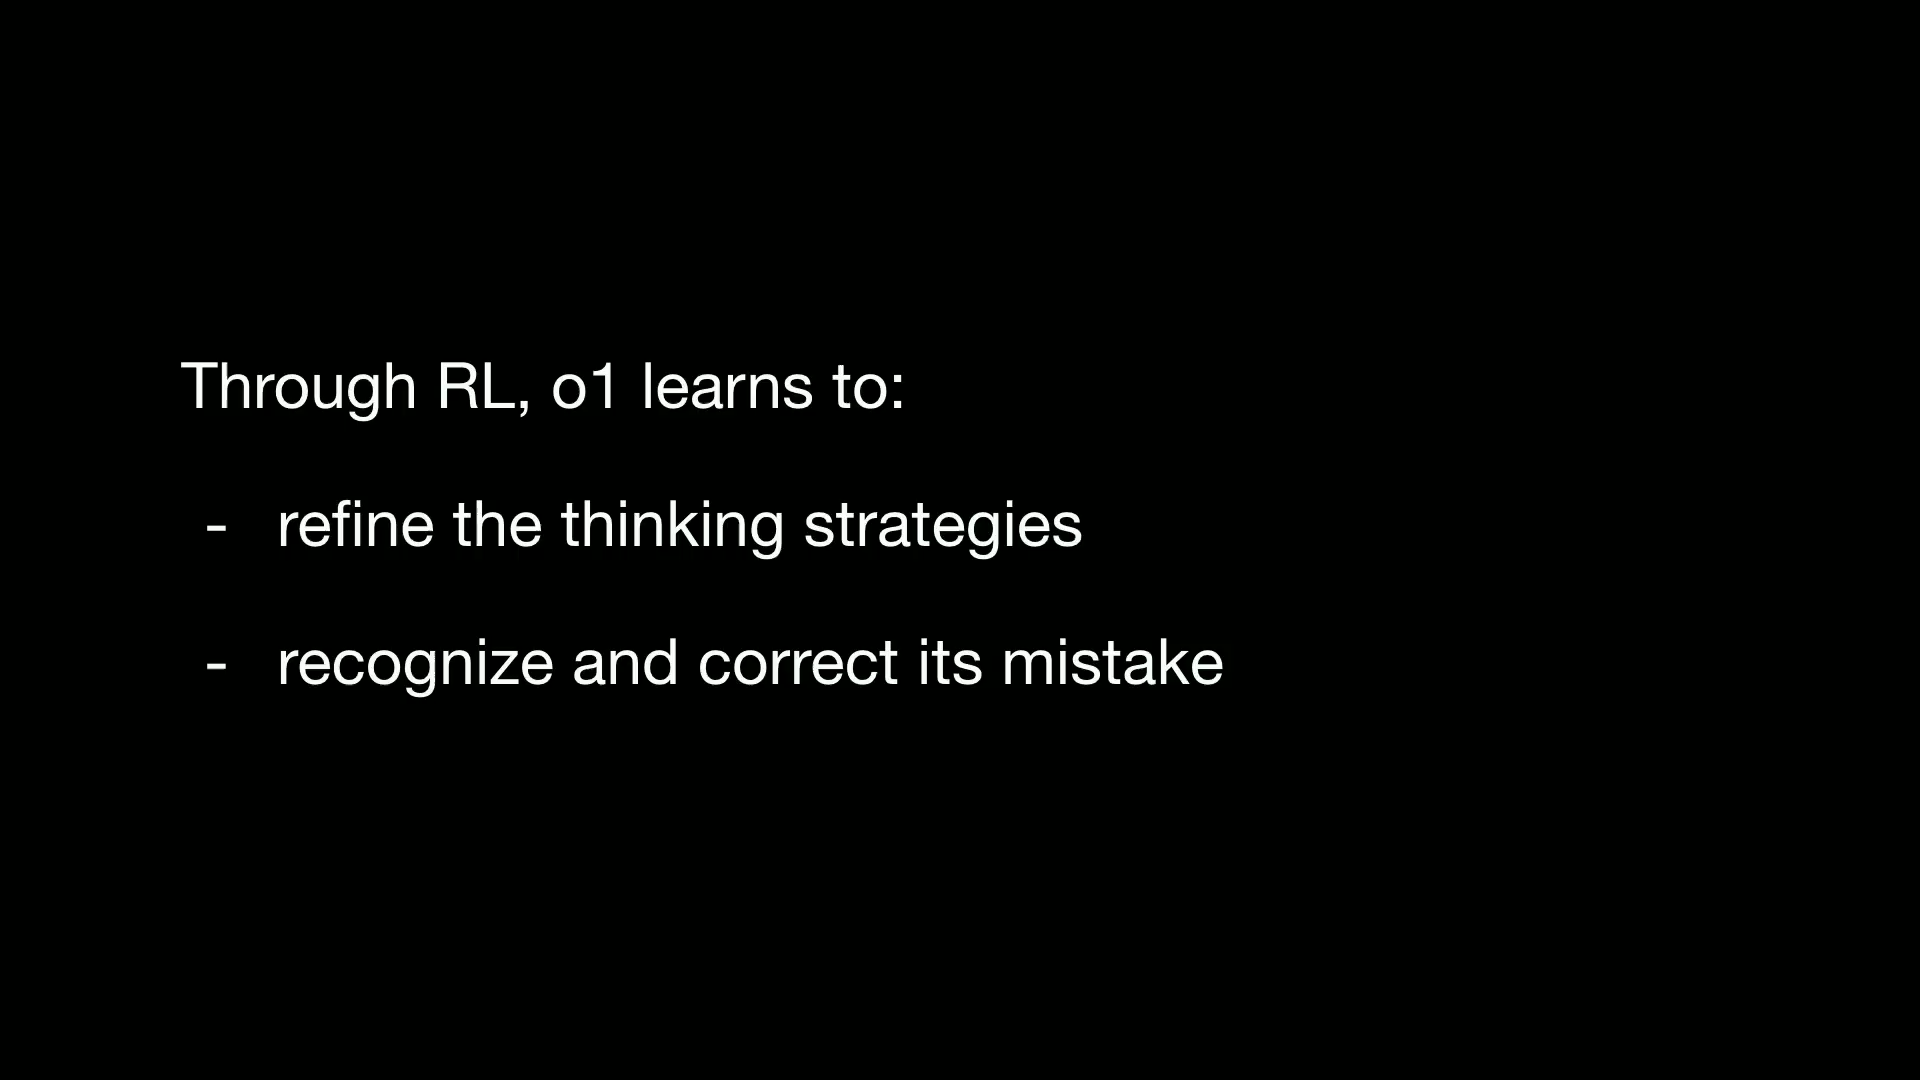 Through RL, o1 learns to:
- refine the thinking strategies
- recognize and correct its mistake